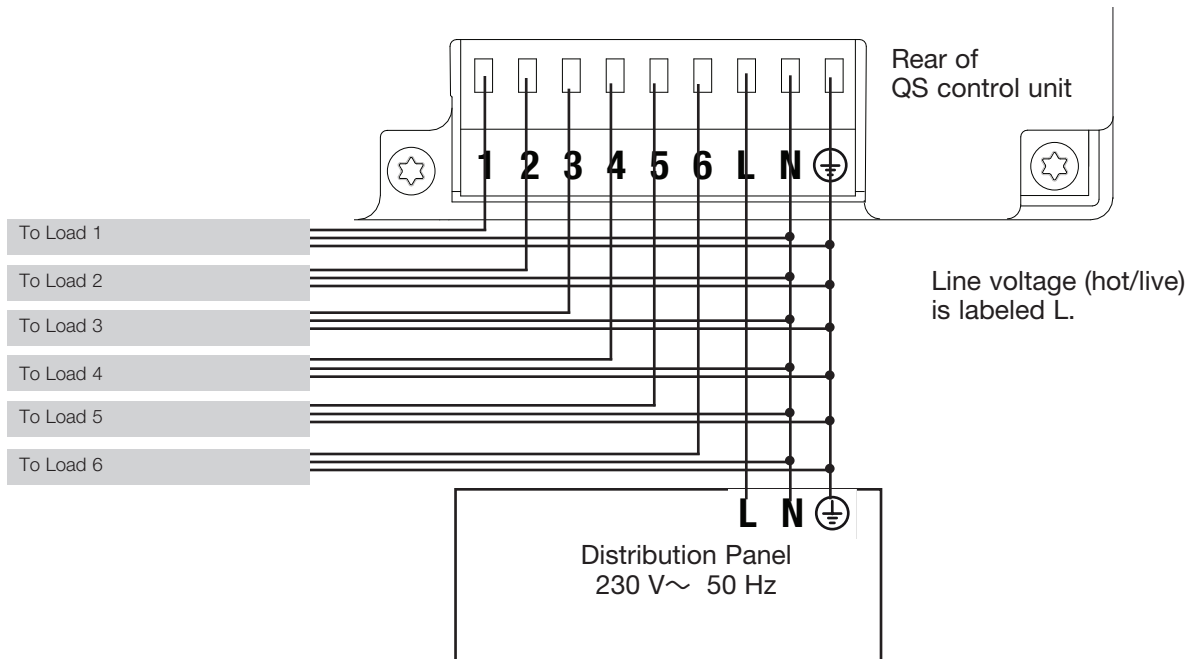 Rear of
QS control unit
1 2 3 4 5 6 L N
To Load 1
To Load 2
To Load 3
To Load 4
To Load 5
To Load 6
Line voltage (hot/live)
is labeled L.
L N
Distribution Panel
230 V～ 50 Hz